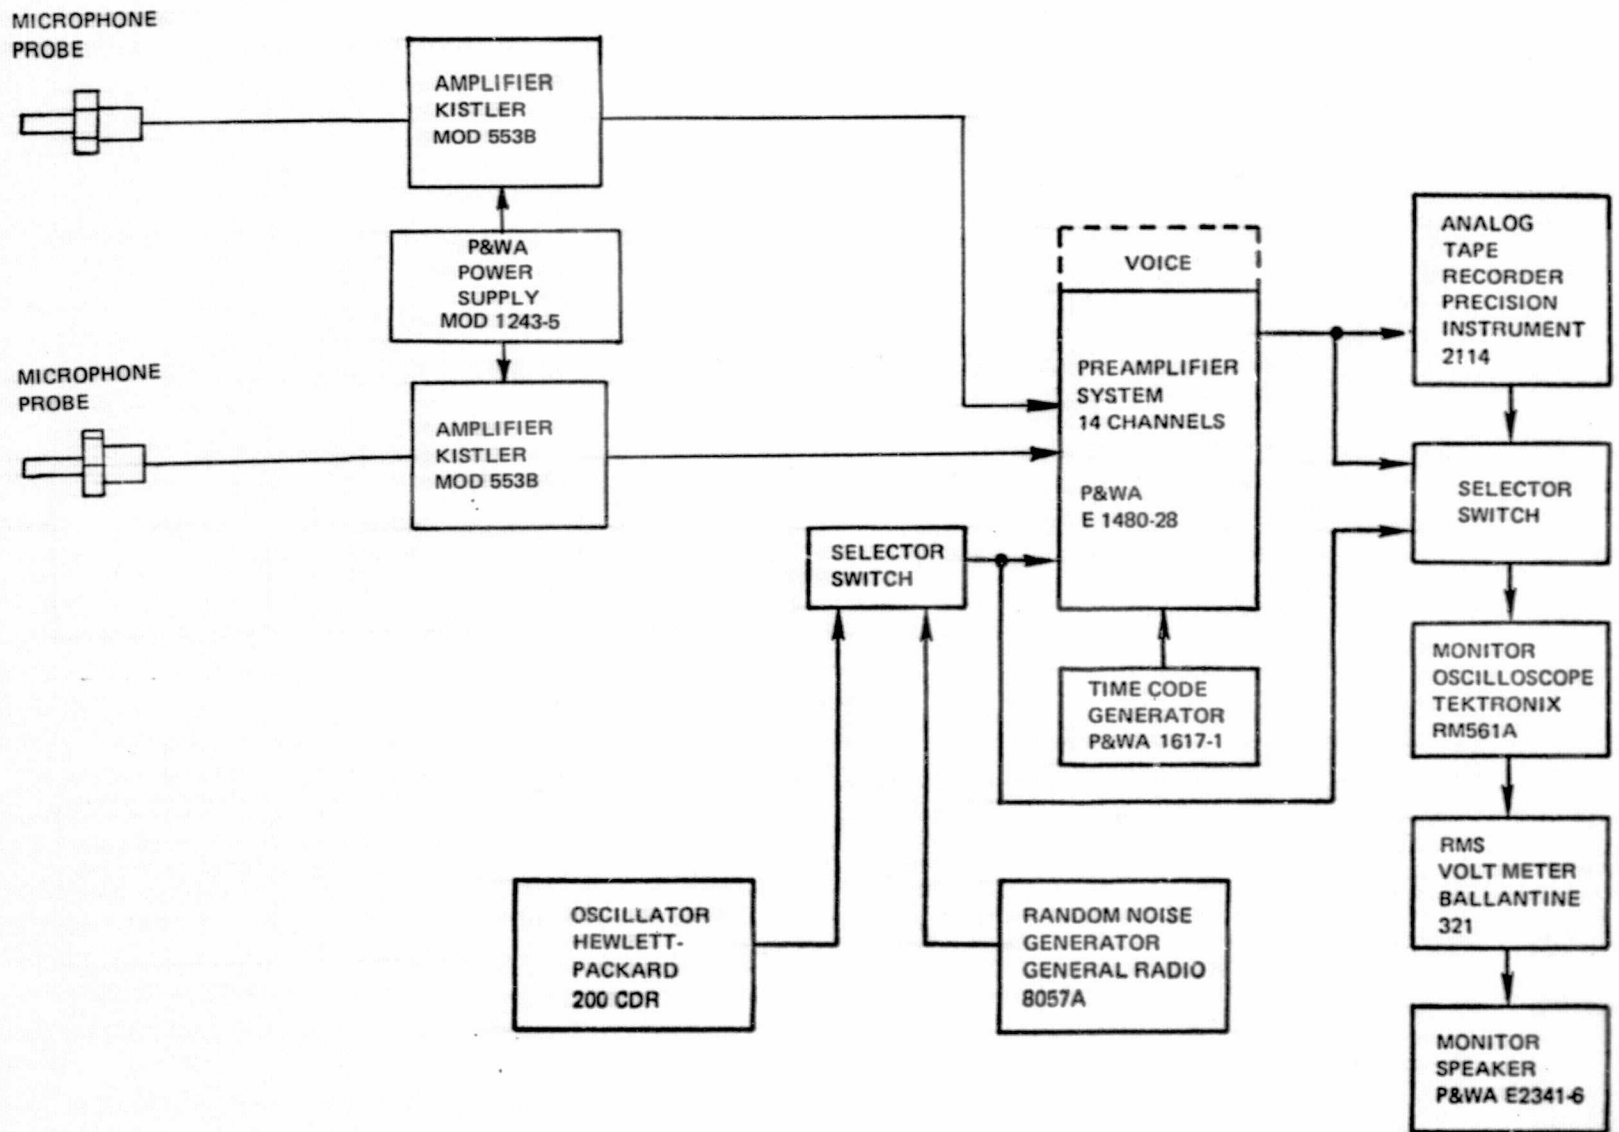 MICROPHONE
PROBE
AMPLIFIER
KISTLER
MOD 553B
P&WA
POWER
SUPPLY
MOD 1243-5
MICROPHONE
PROBE
AMPLIFIER
KISTLER
MOD 553B
VOICE
PREAMPLIFIER
SYSTEM
14 CHANNELS
P&WA
E 1480-28
SELECTOR
SWITCH
TIME CODE
GENERATOR
P&WA 1617-1
OSCILLATOR
HEWLETT-
PACKARD
200 CDR
RANDOM NOISE
GENERATOR
GENERAL RADIO
8057A
ANALOG
TAPE
RECORDER
PRECISION
INSTRUMENT
2114
SELECTOR
SWITCH
MONITOR
OSCILLOSCOPE
TEKTRONIX
RM561A
RMS
VOLT METER
BALLANTINE
321
MONITOR
SPEAKER
P&WA E2341-6